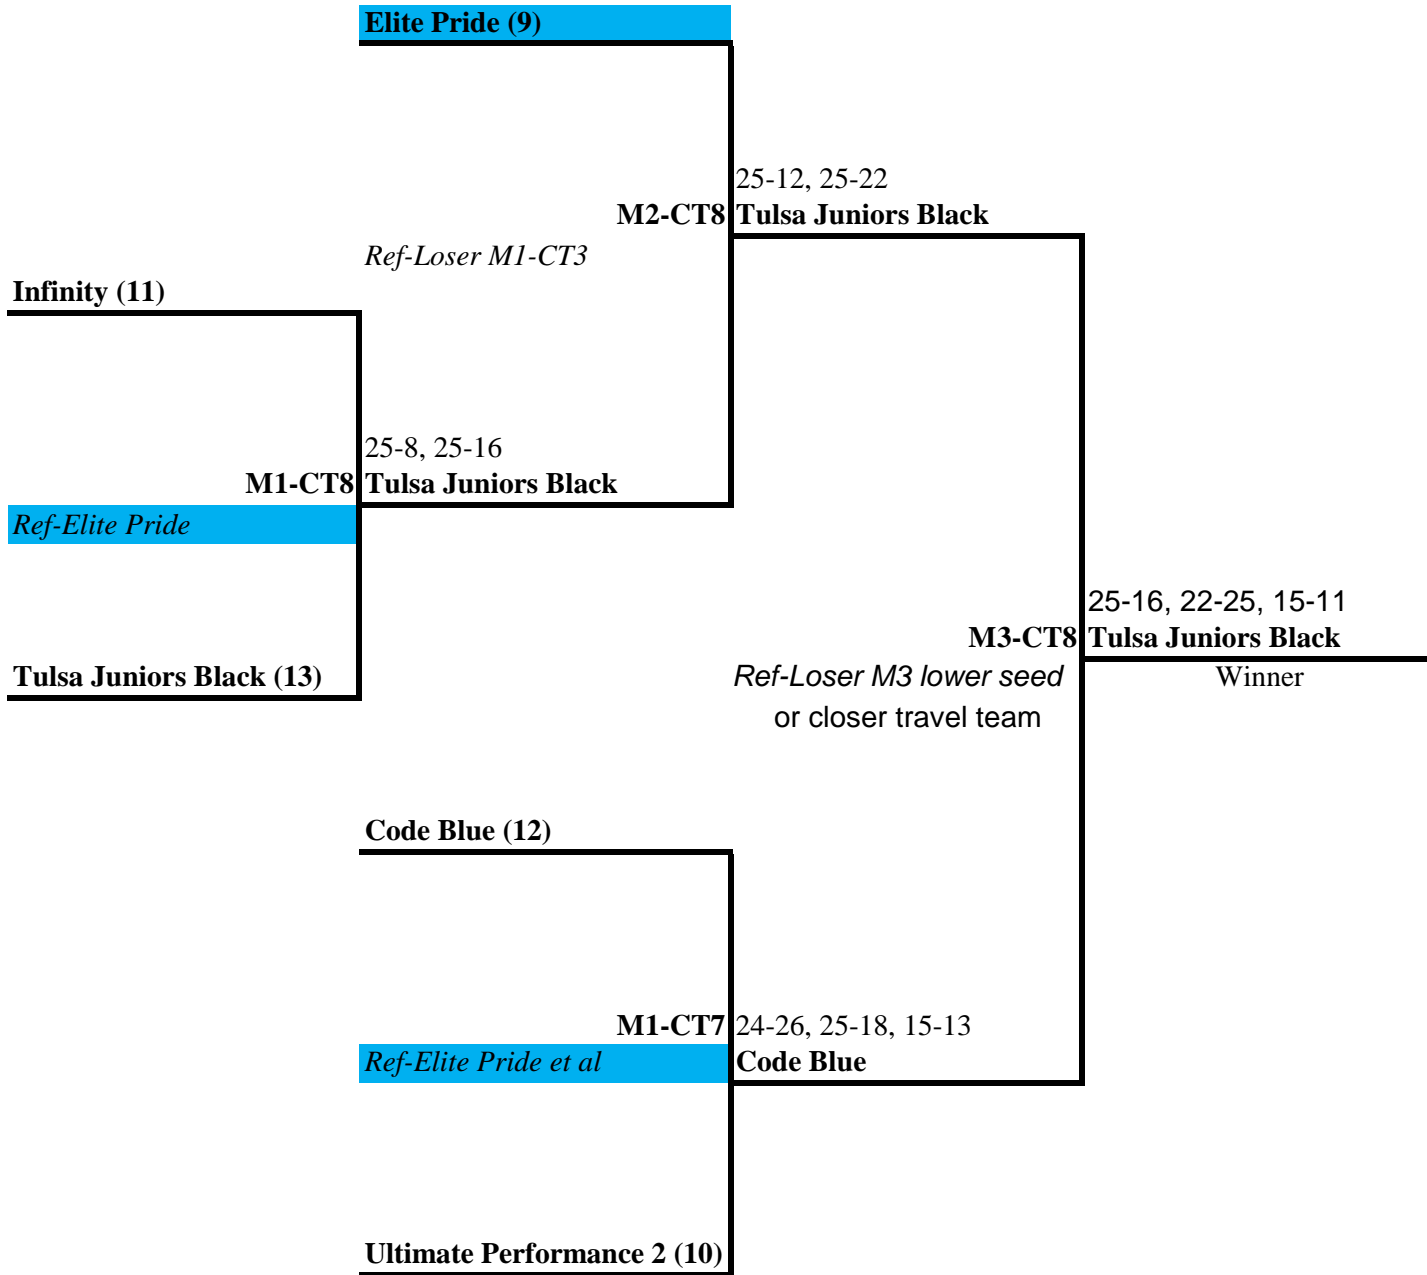 Elite Pride (9)
25-12, 25-22
M2-CT8 Tulsa Juniors Black
Ref-Loser M1-CT3
Infinity (11)
25-8, 25-16
M1-CT8 Tulsa Juniors Black
Ref-Elite Pride
25-16, 22-25, 15-11
M3-CT8 Tulsa Juniors Black
Tulsa Juniors Black (13)
Ref-Loser M3 lower seed
Winner
or closer travel team
Code Blue (12)
M1-CT7 24-26, 25-18, 15-13
Ref-Elite Pride et al
Code Blue
Ultimate Performance 2 (10)